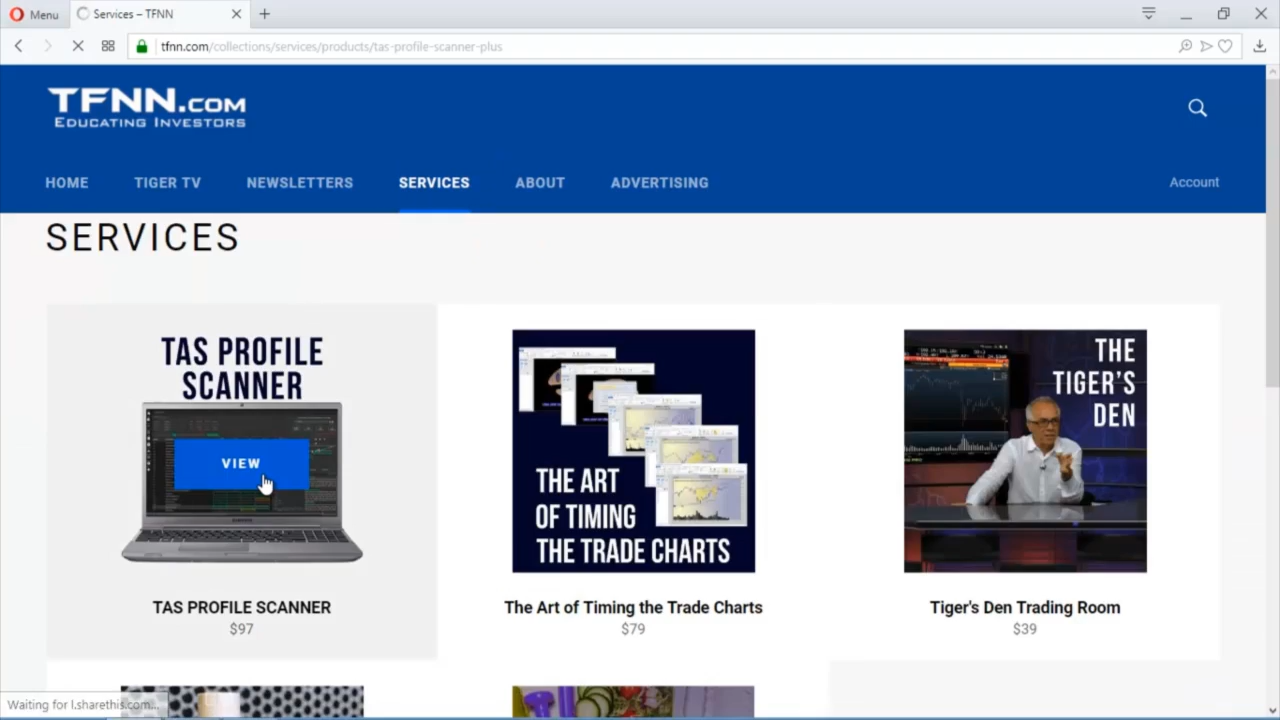 Menu
Services – TFNN
tfnn.com/collections/services/products/tas-profile-scanner-plus
TFNN.COM
EDUCATING INVESTORS
HOME
TIGER TV
NEWSLETTERS
SERVICES
ABOUT
ADVERTISING
Account
SERVICES
TAS PROFILE
SCANNER
VIEW
TAS PROFILE SCANNER
$97
THE ART
OF TIMING
THE TRADE CHARTS
The Art of Timing the Trade Charts
$79
THE
TIGER'S
DEN
Tiger's Den Trading Room
$39
Waiting for l.sharethis.com...